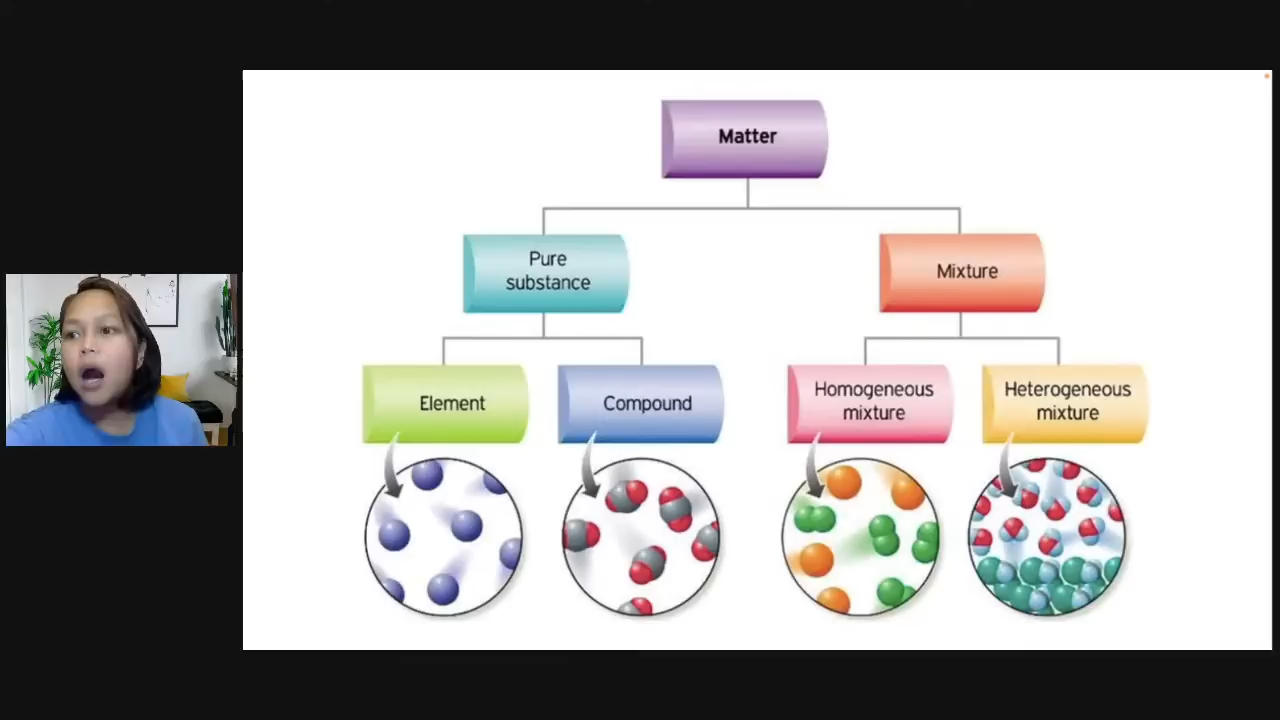 Matter
Pure
substance
Mixture
Element
Compound
Homogeneous
mixture
Heterogeneous
mixture